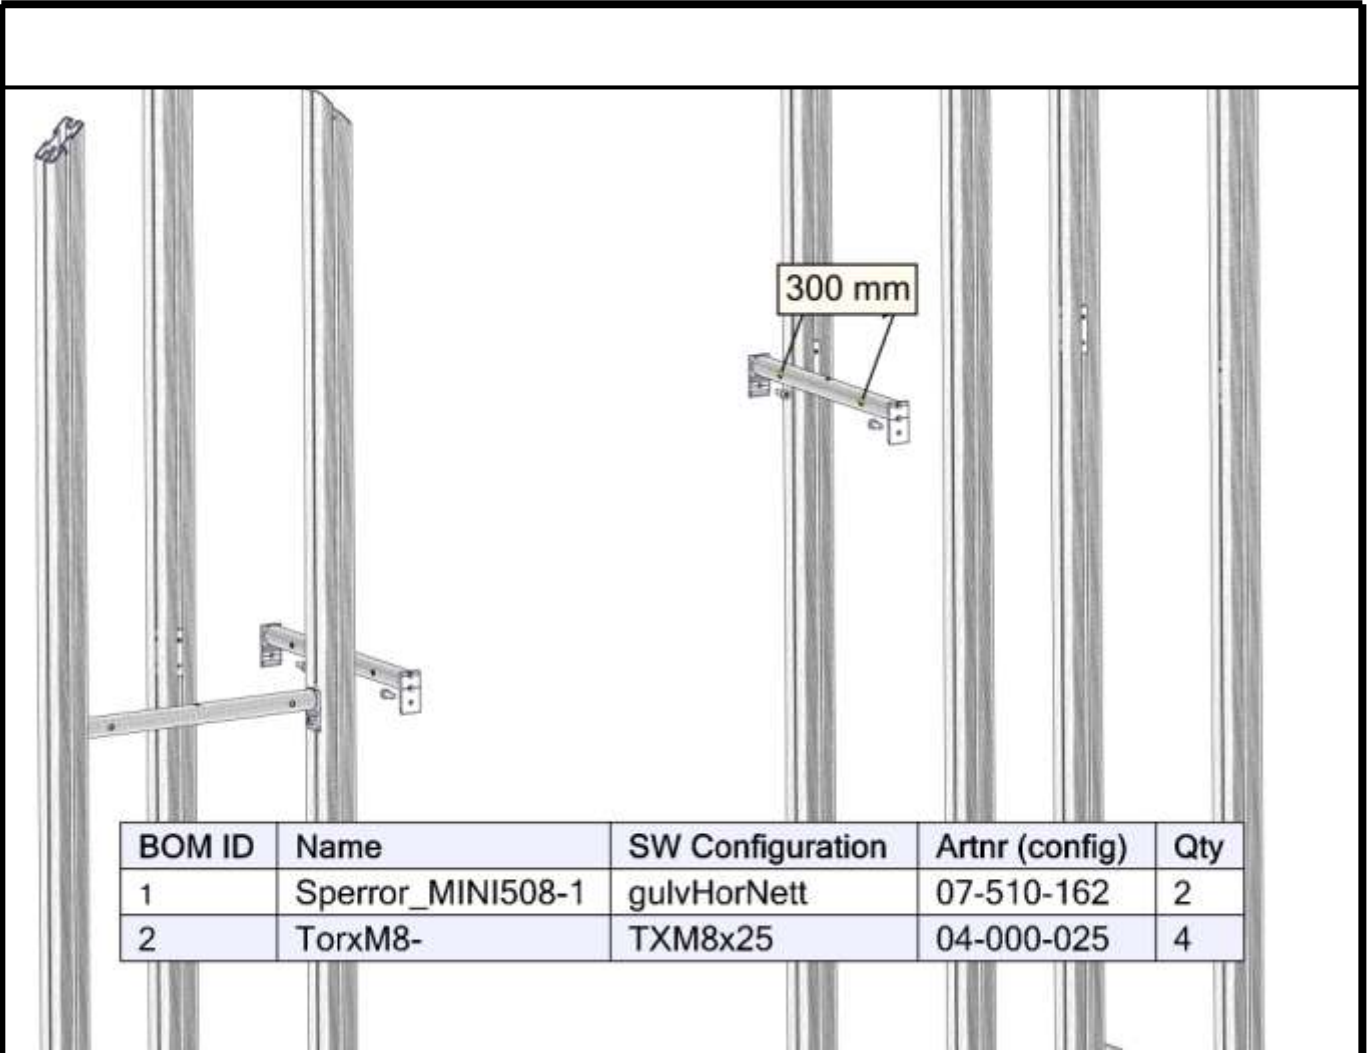 300 mm
BOM ID Name SW Configuration Artnr (config) Qty
1 Sperror_MINI508-1 gulvHorNett 07-510-162 2
2 TorxM8- TXM8x25 04-000-025 4